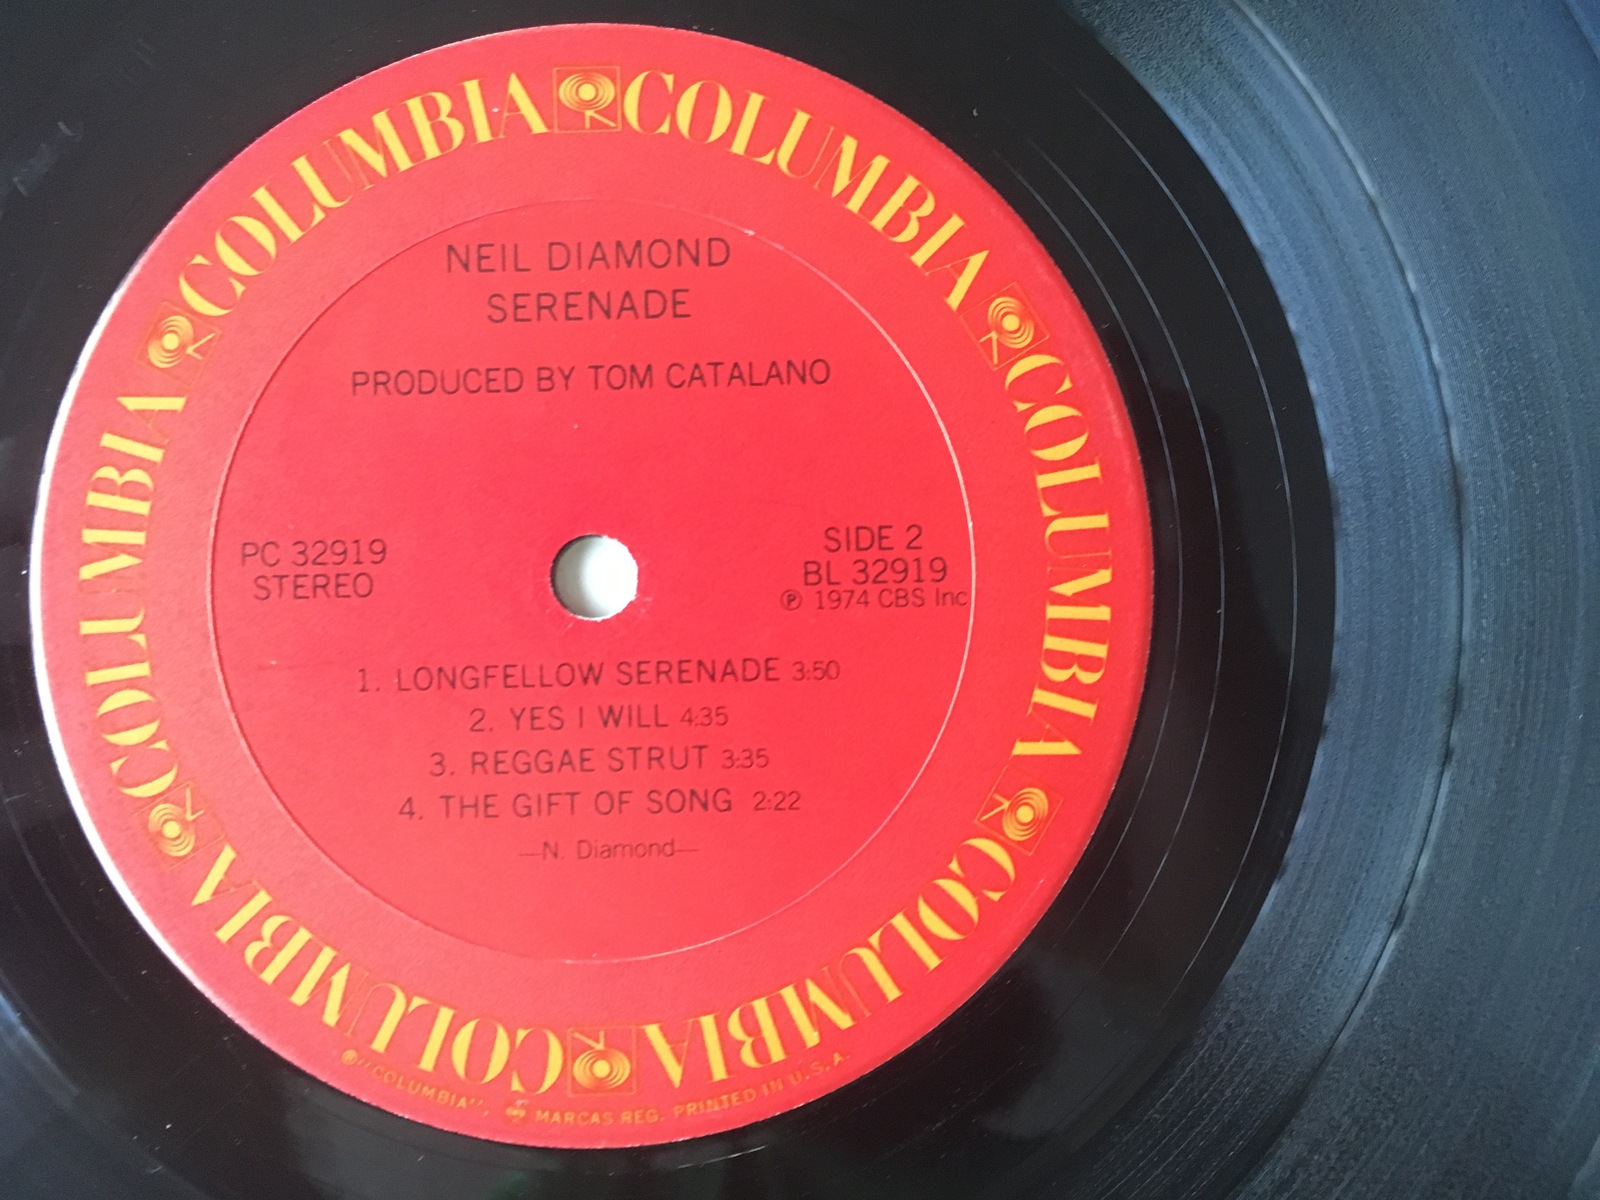 COLUMBIA COLUMBIA COLUMBIA COLUMBIA COLUMBIA COLUMBIA
NEIL DIAMOND
SERENADE
PRODUCED BY TOM CATALANO
PC 32919
STEREO
SIDE 2
BL 32919
℗ 1974 CBS Inc
1. LONGFELLOW SERENADE 3:50
2. YES I WILL 4:35
3. REGGAE STRUT 3:35
4. THE GIFT OF SONG 2:22
—N. Diamond—
®"COLUMBIA", MARCAS REG. PRINTED IN U.S.A.